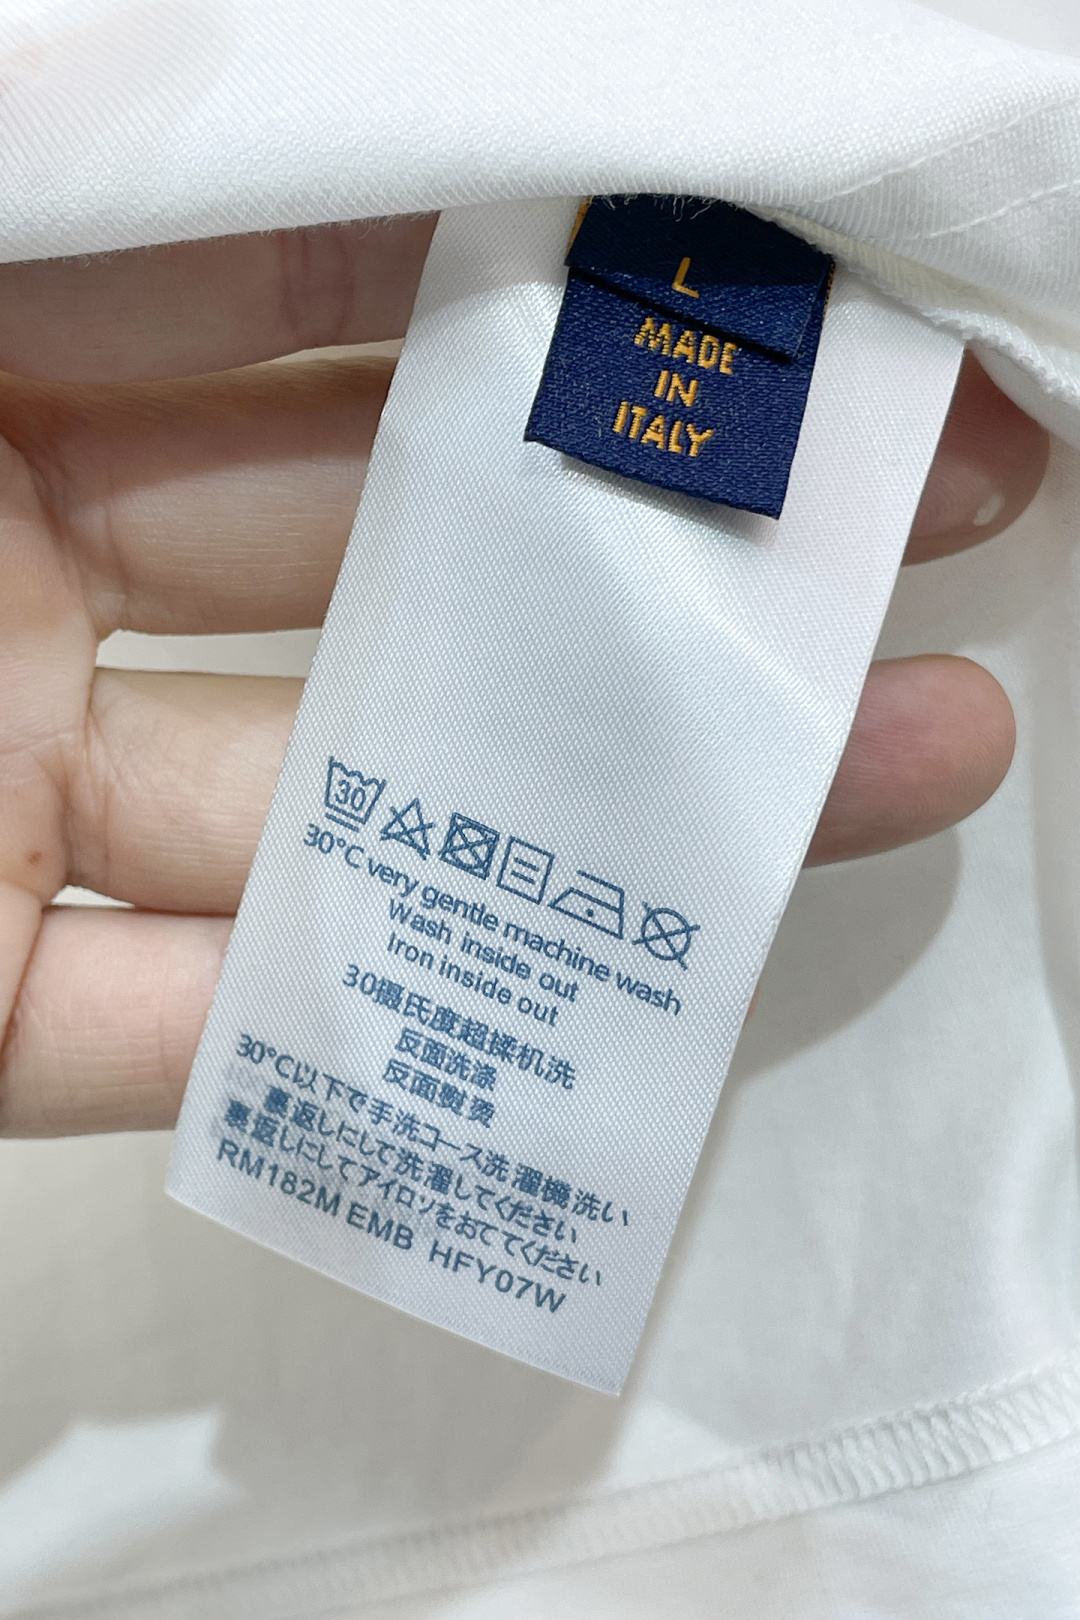 L
MADE
IN
ITALY
30
30°C very gentle machine wash
Wash inside out
Iron inside out
30摄氏度超揉机洗
反面洗涤
反面熨烫
30°C以下で手洗コース洗濯機洗い
裏返しにして洗濯してください
裏返しにしてアイロンをおててください
RM182M EMB HFY07W